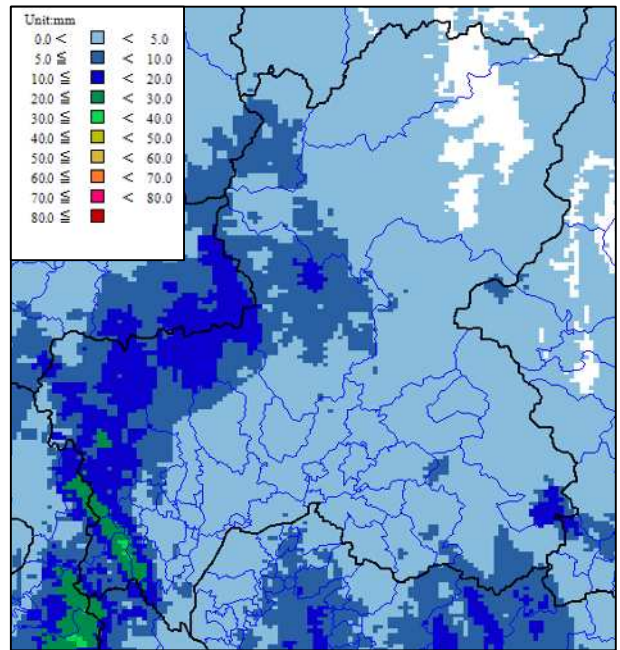 Unit:mm
0.0 < < 5.0
5.0 ≦ < 10.0
10.0 ≦ < 20.0
20.0 ≦ < 30.0
30.0 ≦ < 40.0
40.0 ≦ < 50.0
50.0 ≦ < 60.0
60.0 ≦ < 70.0
70.0 ≦ < 80.0
80.0 ≦